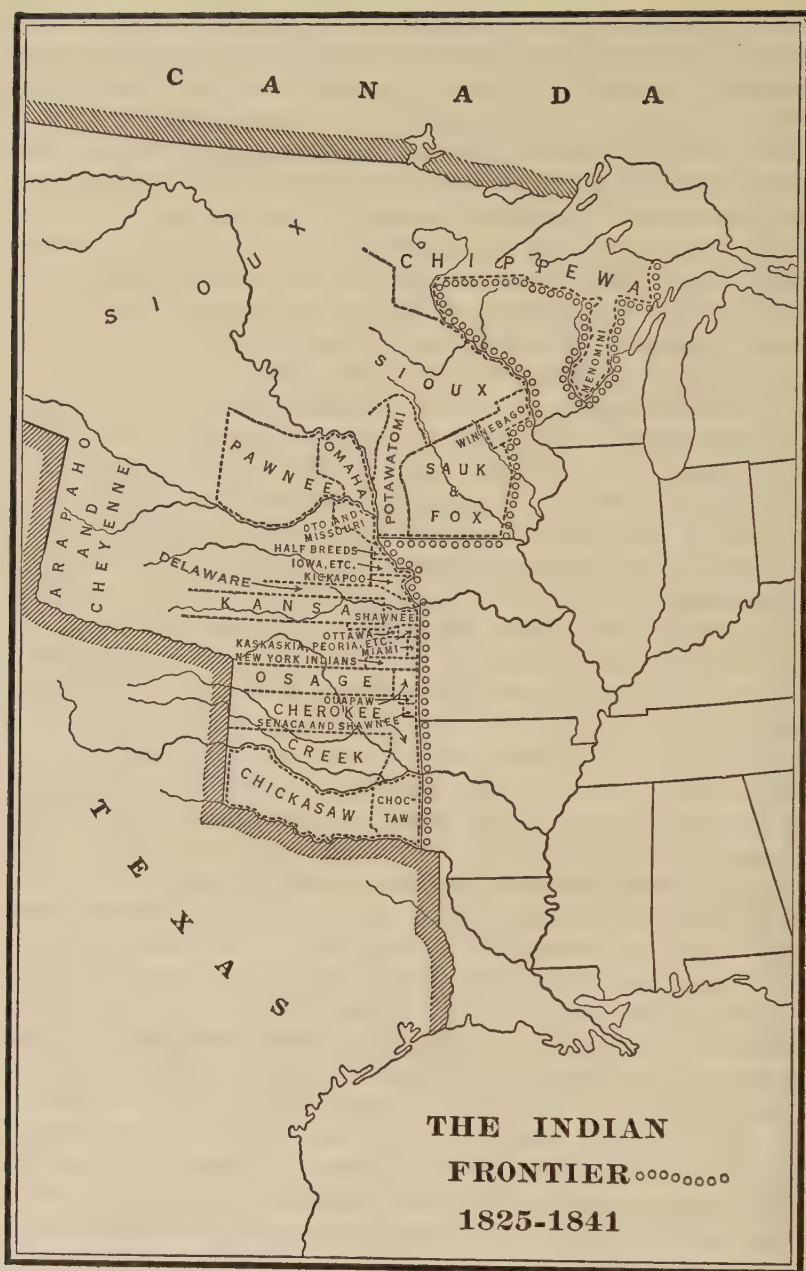 CANADA
SIOUX
CHIPPEWA
MENOMINI
SIOUX
WINNEBAGO
POTAWATOMI
SAUK
&
FOX
PAWNEE
OMAHA
ARAPAHO
AND
CHEYENNE
OTO AND
MISSOURI
HALF BREEDS
IOWA, ETC.
KICKAPOO
DELAWARE
KANSA
SHAWNEE
OTTAWA
KASKASKIA, PEORIA, ETC.
MIAMI
NEW YORK INDIANS
OSAGE
QUAPAW
CHEROKEE
SENACA AND SHAWNEE
CREEK
CHICKASAW
CHOC-
TAW
TEXAS
THE INDIAN
FRONTIER
1825-1841